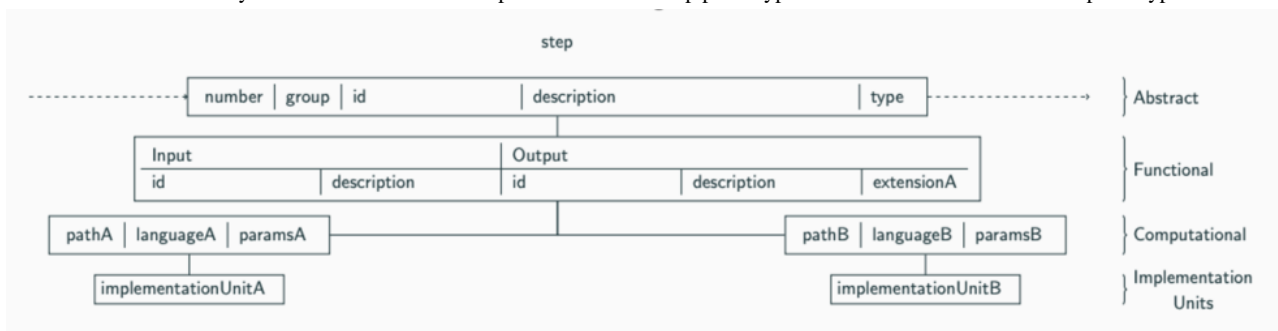 step
number group id description type
Abstract
Input Output
id description id description extensionA
Functional
pathA languageA paramsA pathB languageB paramsB
Computational
implementationUnitA implementationUnitB
Implementation
Units